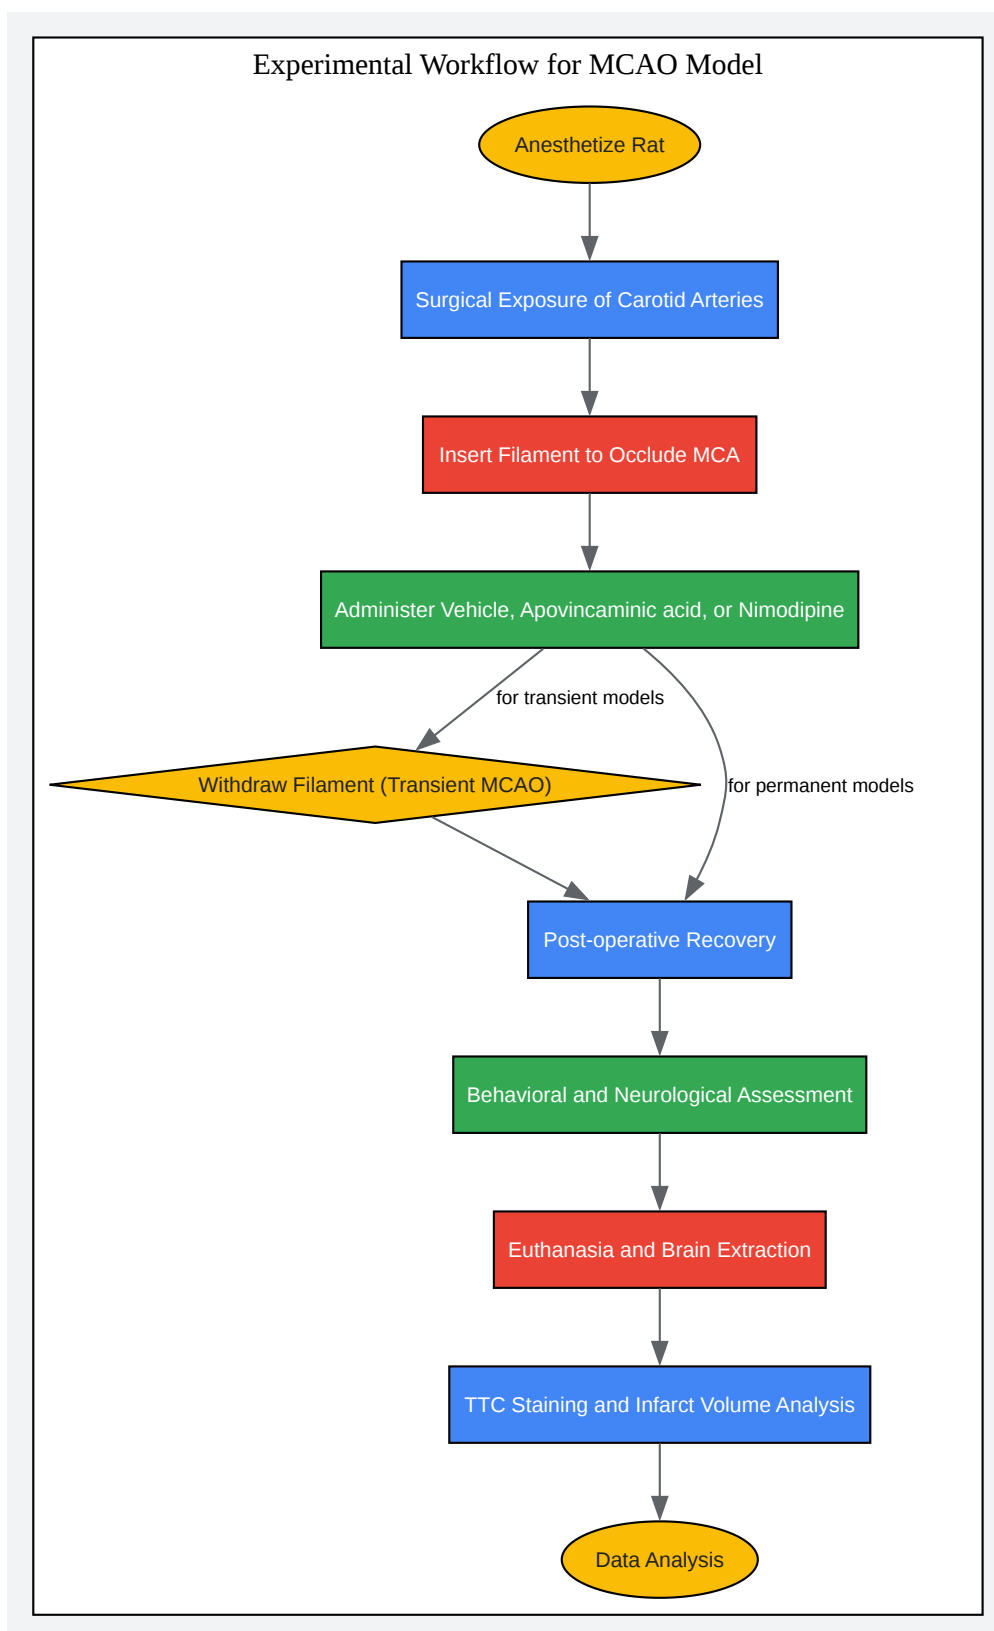 Experimental Workflow for MCAO Model
Anesthetize Rat
Surgical Exposure of Carotid Arteries
Insert Filament to Occlude MCA
Administer Vehicle, Apovincaminic acid, or Nimodipine
for transient models
Withdraw Filament (Transient MCAO)
for permanent models
Post-operative Recovery
Behavioral and Neurological Assessment
Euthanasia and Brain Extraction
TTC Staining and Infarct Volume Analysis
Data Analysis